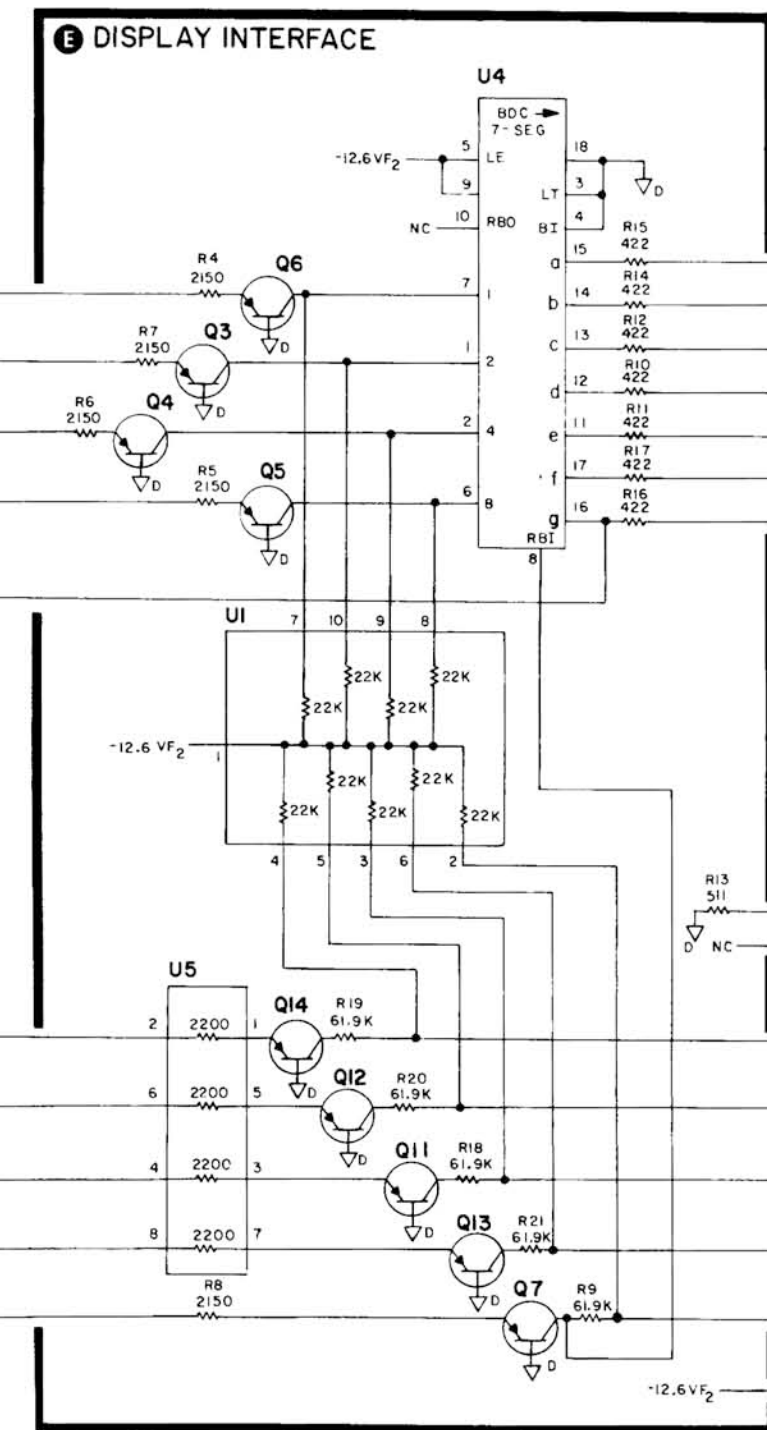 E DISPLAY INTERFACE
U4
BDC
7-SEG
-12.6VF2
5
LE
18
9
LT
3
NC
10
RBO
BI
4
a
15
R15
422
R4
2150
Q6
7
1
b
14
R14
422
R7
2150
Q3
D
1
2
c
13
R12
422
R6
2150
Q4
D
2
4
d
12
R10
422
e
11
R11
422
R5
2150
Q5
D
6
8
f
17
R17
422
g
16
R16
422
D
RBI
8
D
U1
7
10
9
8
22K
22K
22K
22K
-12.6 VF2
1
22K
22K
22K
22K
22K
4
5
3
6
2
R13
511
D
NC
U5
2
2200
1
Q14
R19
61.9K
D
6
2200
5
Q12
R20
61.9K
D
4
2200
3
Q11
R18
61.9K
D
8
2200
7
Q13
R21
61.9K
D
R8
2150
Q7
R9
61.9K
D
-12.6VF2